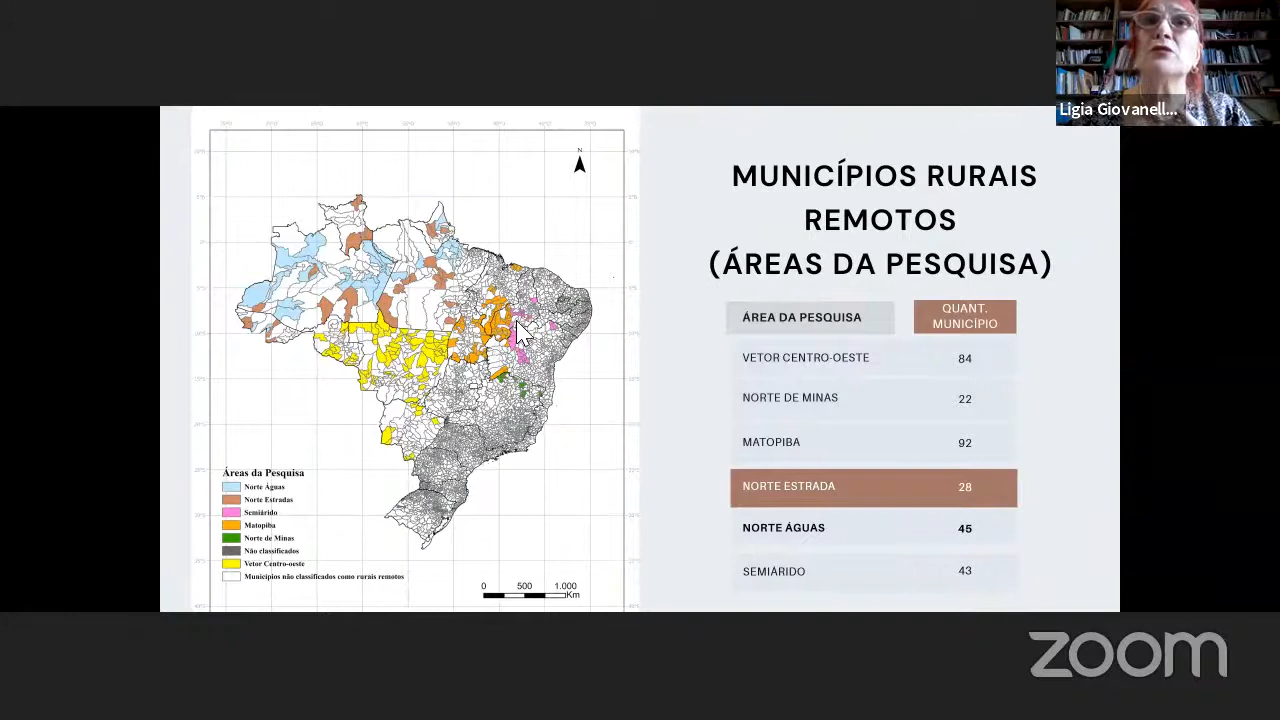 Ligia Giovanell...
N
MUNICÍPIOS RURAIS
REMOTOS
(ÁREAS DA PESQUISA)
ÁREA DA PESQUISA
QUANT.
MUNICÍPIO
VETOR CENTRO-OESTE 84
NORTE DE MINAS 22
MATOPIBA 92
NORTE ESTRADA 28
NORTE ÁGUAS 45
SEMIÁRIDO 43
Áreas da Pesquisa
Norte Águas
Norte Estradas
Semiárido
Matopiba
Norte de Minas
Não classificados
Vetor Centro-oeste
Municípios não classificados como rurais remotos
0 500 1.000
Km
zoom